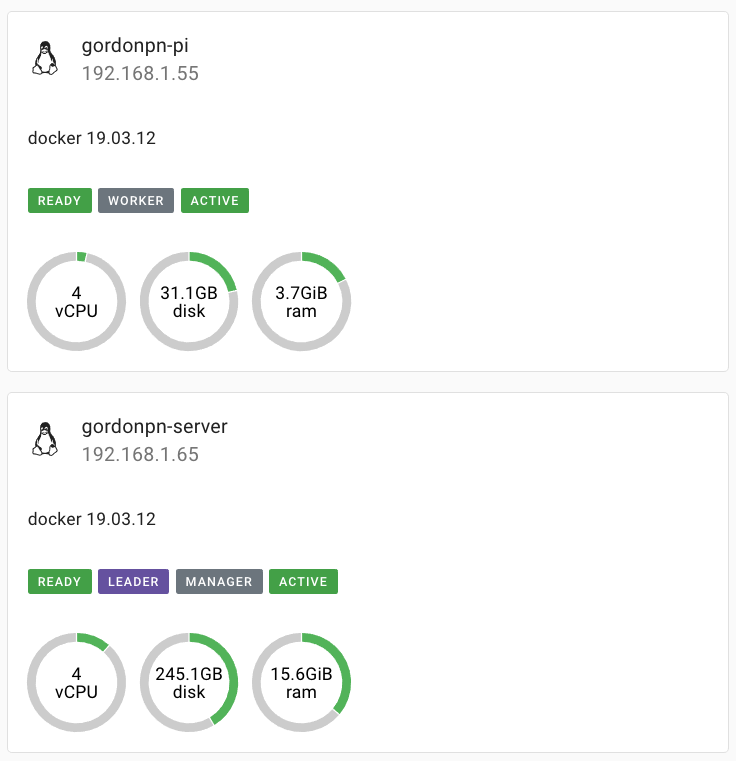 gordonpn-pi
192.168.1.55
docker 19.03.12
READY WORKER ACTIVE
4 vCPU
31.1GB disk
3.7GiB ram
gordonpn-server
192.168.1.65
docker 19.03.12
READY LEADER MANAGER ACTIVE
4 vCPU
245.1GB disk
15.6GiB ram